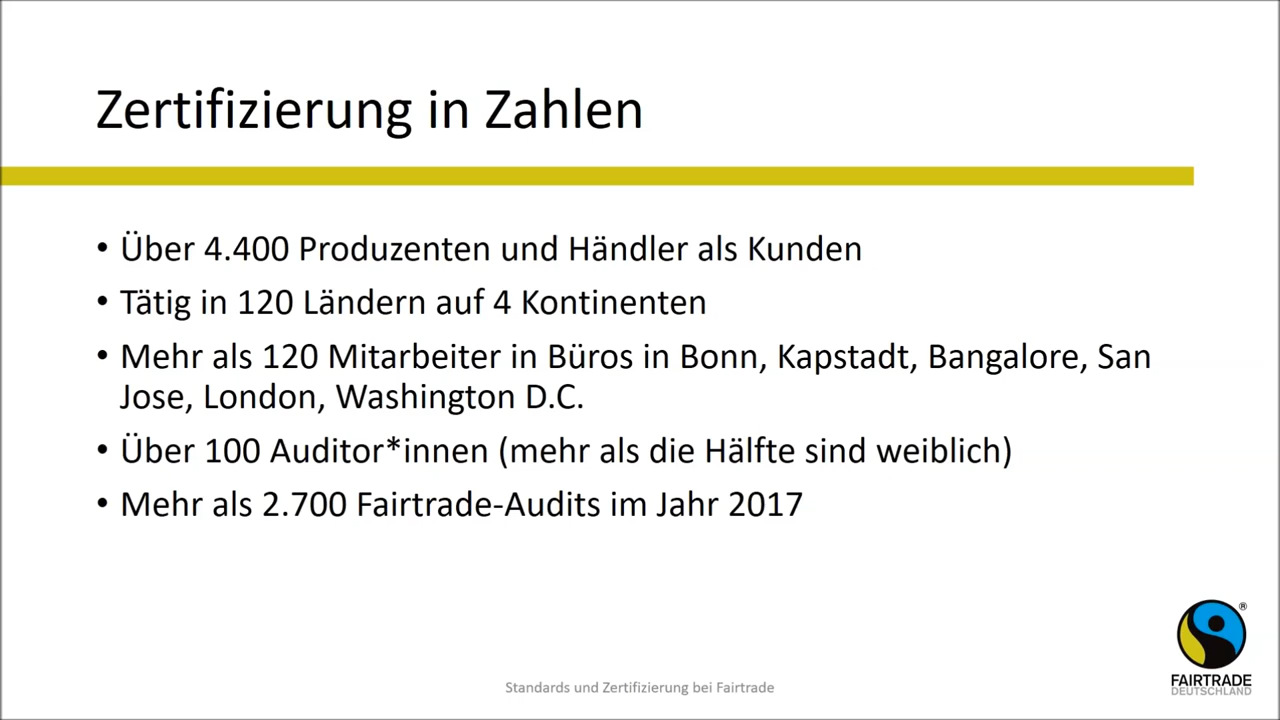 Zertifizierung in Zahlen
• Über 4.400 Produzenten und Händler als Kunden
• Tätig in 120 Ländern auf 4 Kontinenten
• Mehr als 120 Mitarbeiter in Büros in Bonn, Kapstadt, Bangalore, San
Jose, London, Washington D.C.
• Über 100 Auditor*innen (mehr als die Hälfte sind weiblich)
• Mehr als 2.700 Fairtrade-Audits im Jahr 2017
®
FAIRTRADE
DEUTSCHLAND
Standards und Zertifizierung bei Fairtrade